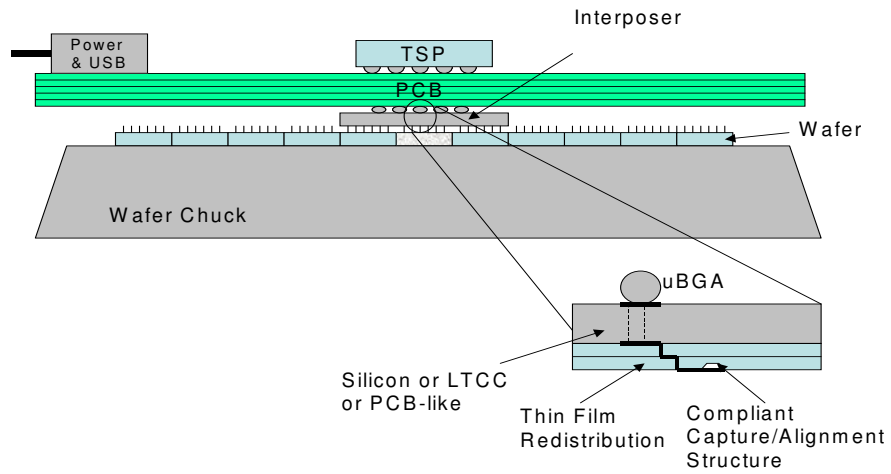 Interposer
Power
& USB
TSP
PCB
Wafer
Wafer Chuck
uBGA
Silicon or LTCC
or PCB-like
Thin Film
Redistribution
Compliant
Capture/Alignment
Structure